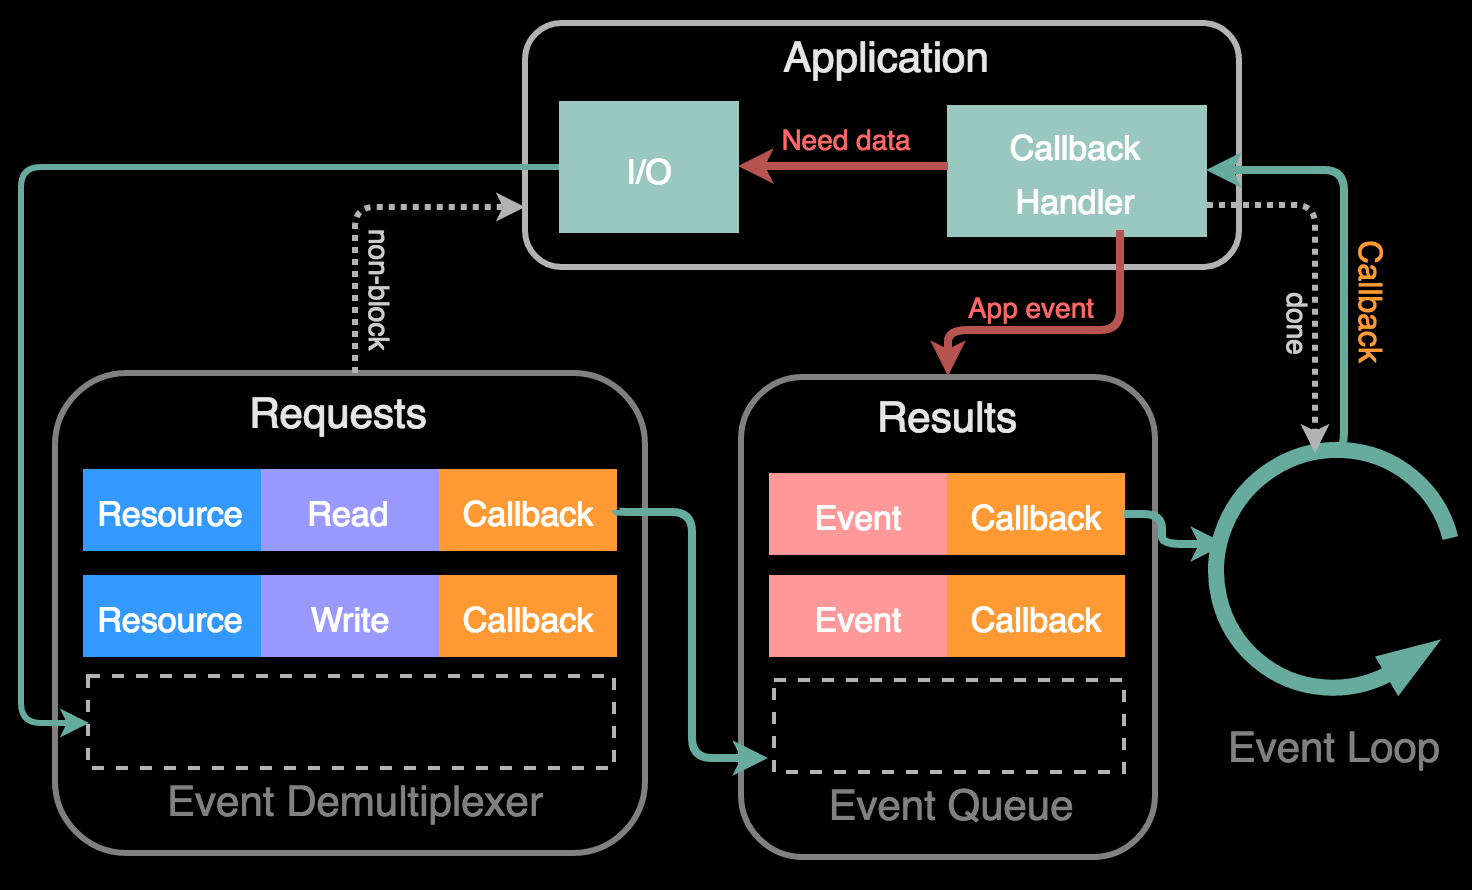 Application
I/O
Need data
Callback
Handler
non-block
App event
done
Callback
Requests
Resource Read Callback
Resource Write Callback
Event Demultiplexer
Results
Event Callback
Event Callback
Event Queue
Event Loop